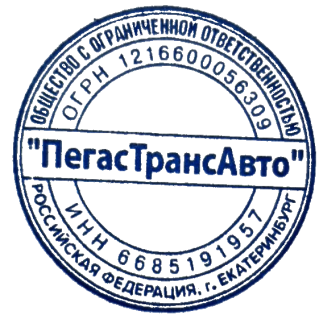 ОБЩЕСТВО С ОГРАНИЧЕННОЙ ОТВЕТСТВЕННОСТЬЮ
ОГРН 1216600056309
"ПегасТрансАвто"
ИНН 6685191957
РОССИЙСКАЯ ФЕДЕРАЦИЯ, г. ЕКАТЕРИНБУРГ